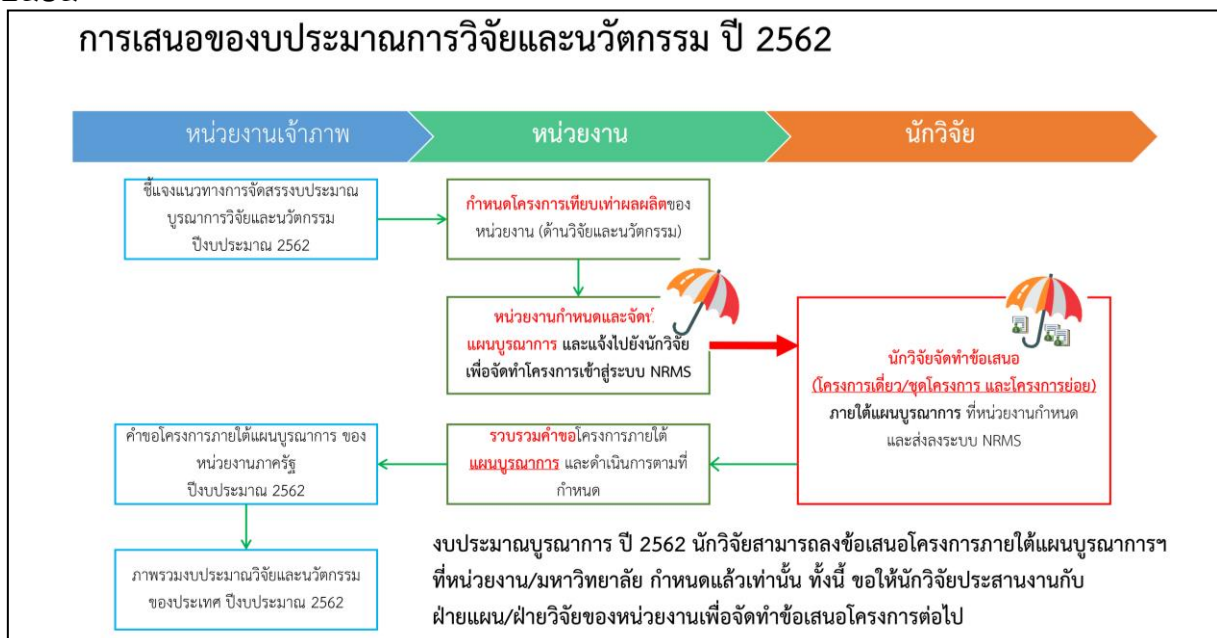 การเสนอของบประมาณการวิจัยและนวัตกรรม ปี 2562
หน่วยงานเจ้าภาพ
หน่วยงาน
นักวิจัย
ชี้แจงแนวทางการจัดสรรงบประมาณ
บูรณาการวิจัยและนวัตกรรม
ปีงบประมาณ 2562
กำหนดโครงการเทียบเท่าผลผลิตของ
หน่วยงาน (ด้านวิจัยและนวัตกรรม)
หน่วยงานกำหนดและจัดทำ
แผนบูรณาการ และแจ้งไปยังนักวิจัย
เพื่อจัดทำโครงการเข้าสู่ระบบ NRMS
นักวิจัยจัดทำข้อเสนอ
(โครงการเดี่ยว/ชุดโครงการ และโครงการย่อย)
ภายใต้แผนบูรณาการ ที่หน่วยงานกำหนด
และส่งลงระบบ NRMS
รวบรวมคำขอโครงการภายใต้
แผนบูรณาการ และดำเนินการตามที่
กำหนด
คำขอโครงการภายใต้แผนบูรณาการ ของ
หน่วยงานภาครัฐ
ปีงบประมาณ 2562
ภาพรวมงบประมาณวิจัยและนวัตกรรม
ของประเทศ ปีงบประมาณ 2562
งบประมาณบูรณาการ ปี 2562 นักวิจัยสามารถลงข้อเสนอโครงการภายใต้แผนบูรณาการฯ
ที่หน่วยงาน/มหาวิทยาลัย กำหนดแล้วเท่านั้น ทั้งนี้ ขอให้นักวิจัยประสานงานกับ
ฝ่ายแผน/ฝ่ายวิจัยของหน่วยงานเพื่อจัดทำข้อเสนอโครงการต่อไป